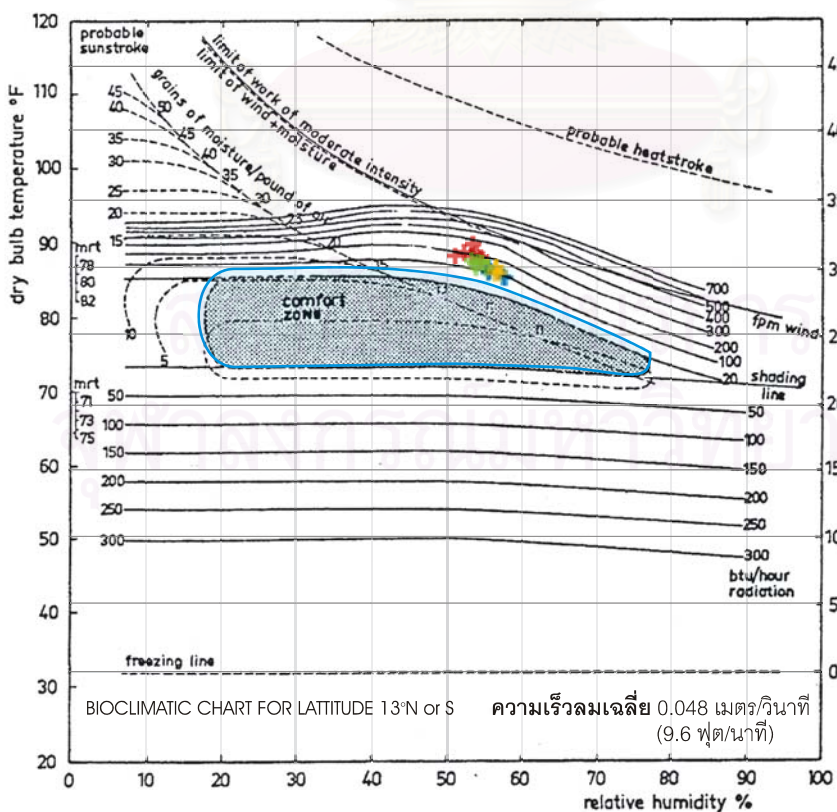 120
110
100
90
80
70
60
50
40
30
20
dry bulb temperature °F
probable
sunstroke
45
40
35
30
25
20
15
50
45
40
35
30
25
20
15
grains of moisture/pound of air
limit of work of moderate intensity
limit of wind+moisture
probable heatstroke
mrt
78
80
82
10
5
comfort
ZONE
13
11
700
500
400
300
200
100
20
fpm wind
shading
line
mrt
71
73
75
50
100
150
200
250
300
50
100
150
200
250
300
btu/hour
radiation
freezing line
10
5
0
BIOCLIMATIC CHART FOR LATTITUDE 13°N or S
ความเร็วลมเฉลี่ย 0.048 เมตร/วินาที
(9.6 ฟุต/นาที)
0 10 20 30 40 50 60 70 80 90 100
relative humidity %